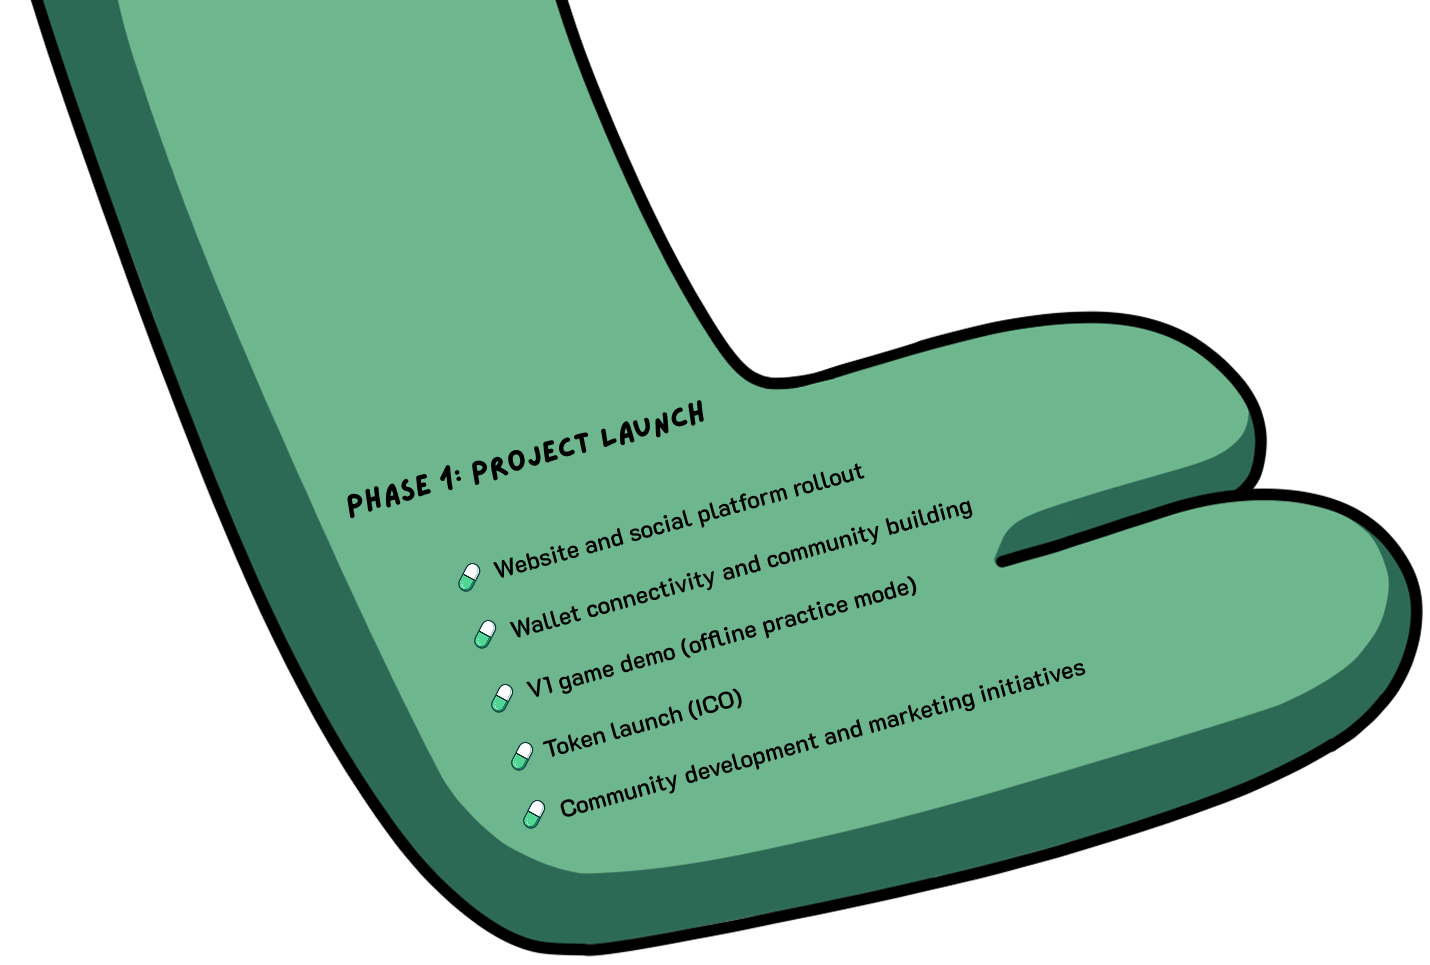 PHASE 1: PROJECT LAUNCH
Website and social platform rollout
Wallet connectivity and community building
V1 game demo (offline practice mode)
Token launch (ICO)
Community development and marketing initiatives